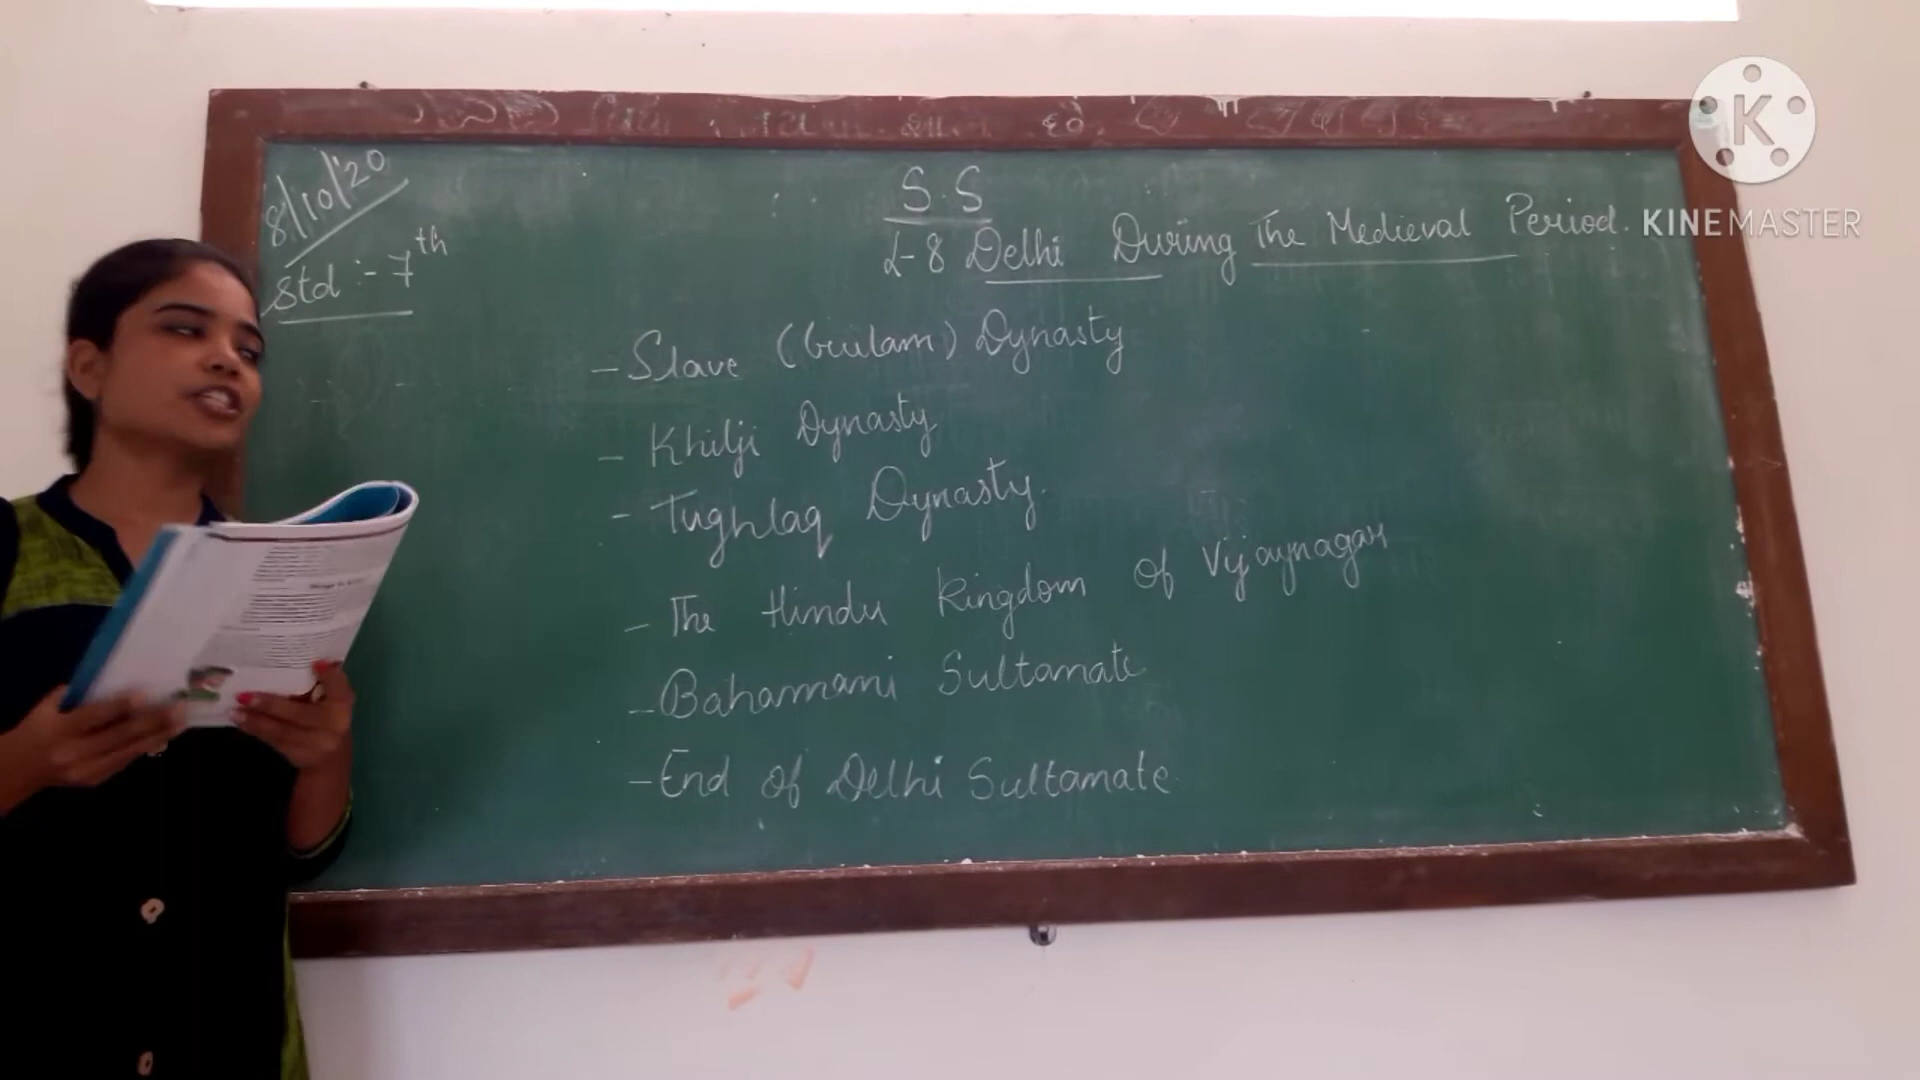 8/10/'20
Std :- 7th
S.S
L-8 Delhi During The Medieval Period.
- Slave (Gulam) Dynasty
- Khilji Dynasty
- Tughlaq Dynasty.
- The Hindu Kingdom Of Vijaynagar
- Bahamani Sultanate
- End Of Delhi Sultanate
K
KINEMASTER